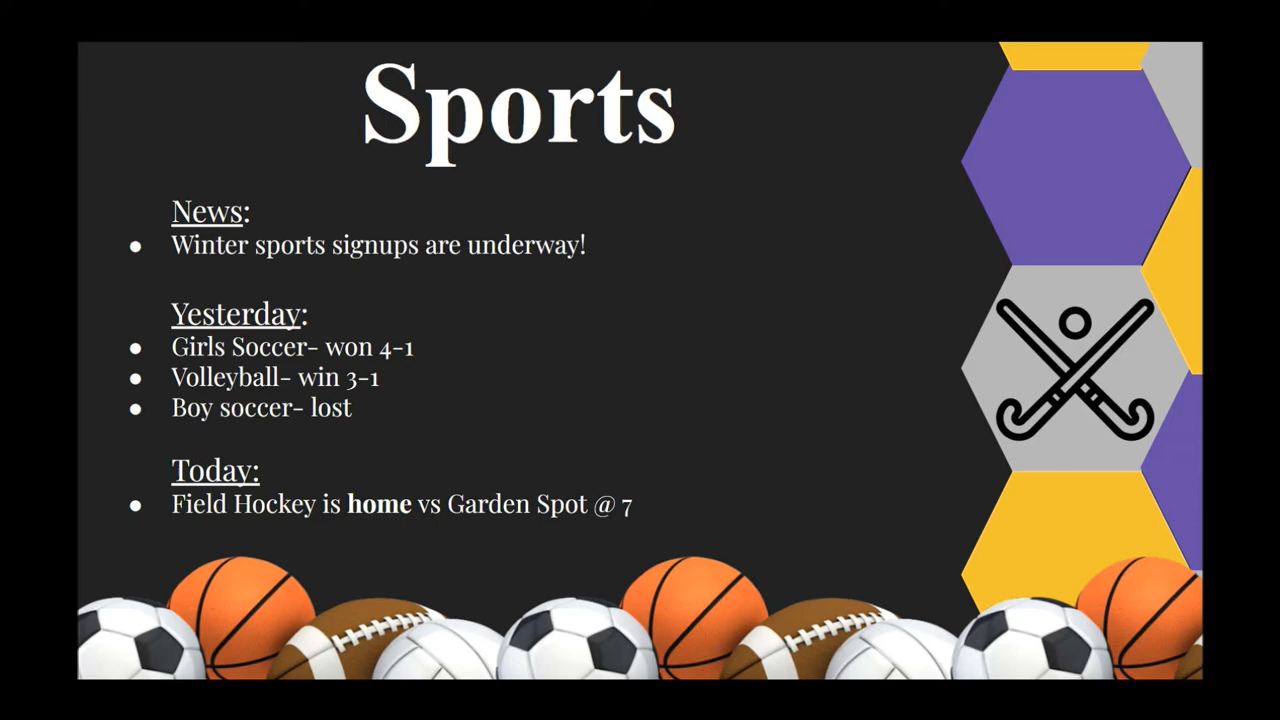 Sports
News:
● Winter sports signups are underway!
Yesterday:
● Girls Soccer- won 4-1
● Volleyball- win 3-1
● Boy soccer- lost
Today:
● Field Hockey is home vs Garden Spot @ 7